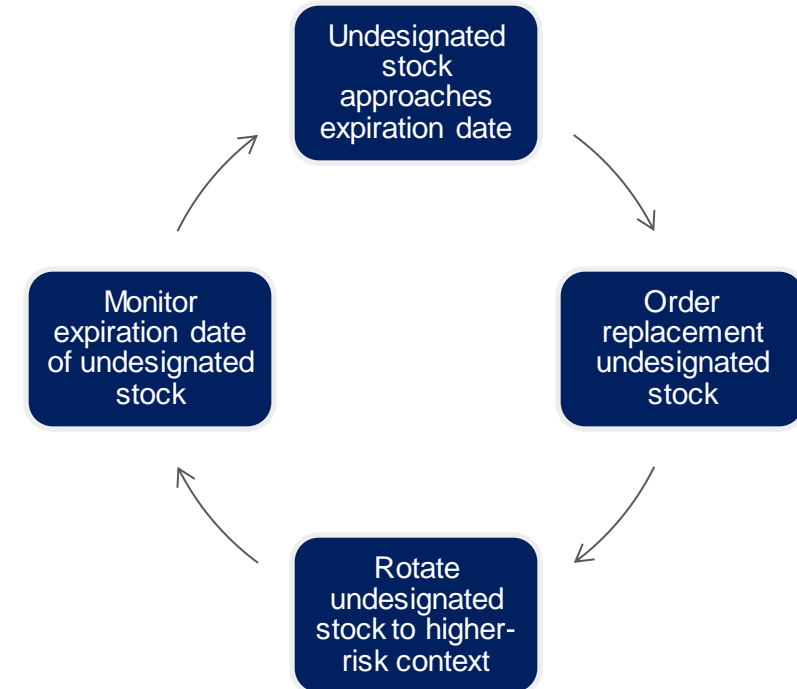 Undesignated
stock
approaches
expiration date
Order
replacement
undesignated
stock
Rotate
undesignated
stock to higher-
risk context
Monitor
expiration date
of undesignated
stock